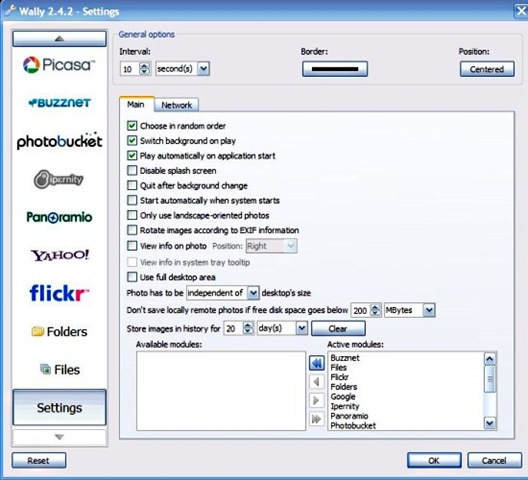 Wally 2.4.2 - Settings
Picasa™
BUZZNET
photobucket
ipernity
Panoramio
YAHOO!
flickr™
Folders
Files
Settings
General options
Interval:
Border:
Position:
10 second(s)
Centered
Main Network
Choose in random order
Switch background on play
Play automatically on application start
Disable splash screen
Quit after background change
Start automatically when system starts
Only use landscape-oriented photos
Rotate images according to EXIF information
View info on photo Position: Right
View info in system tray tooltip
Use full desktop area
Photo has to be independent of desktop's size
Don't save locally remote photos if free disk space goes below 200 MBytes
Store images in history for 20 day(s) Clear
Available modules:
Active modules:
Buzznet
Files
Flickr
Folders
Google
Ipernity
Panoramio
Photobucket
Reset
OK
Cancel